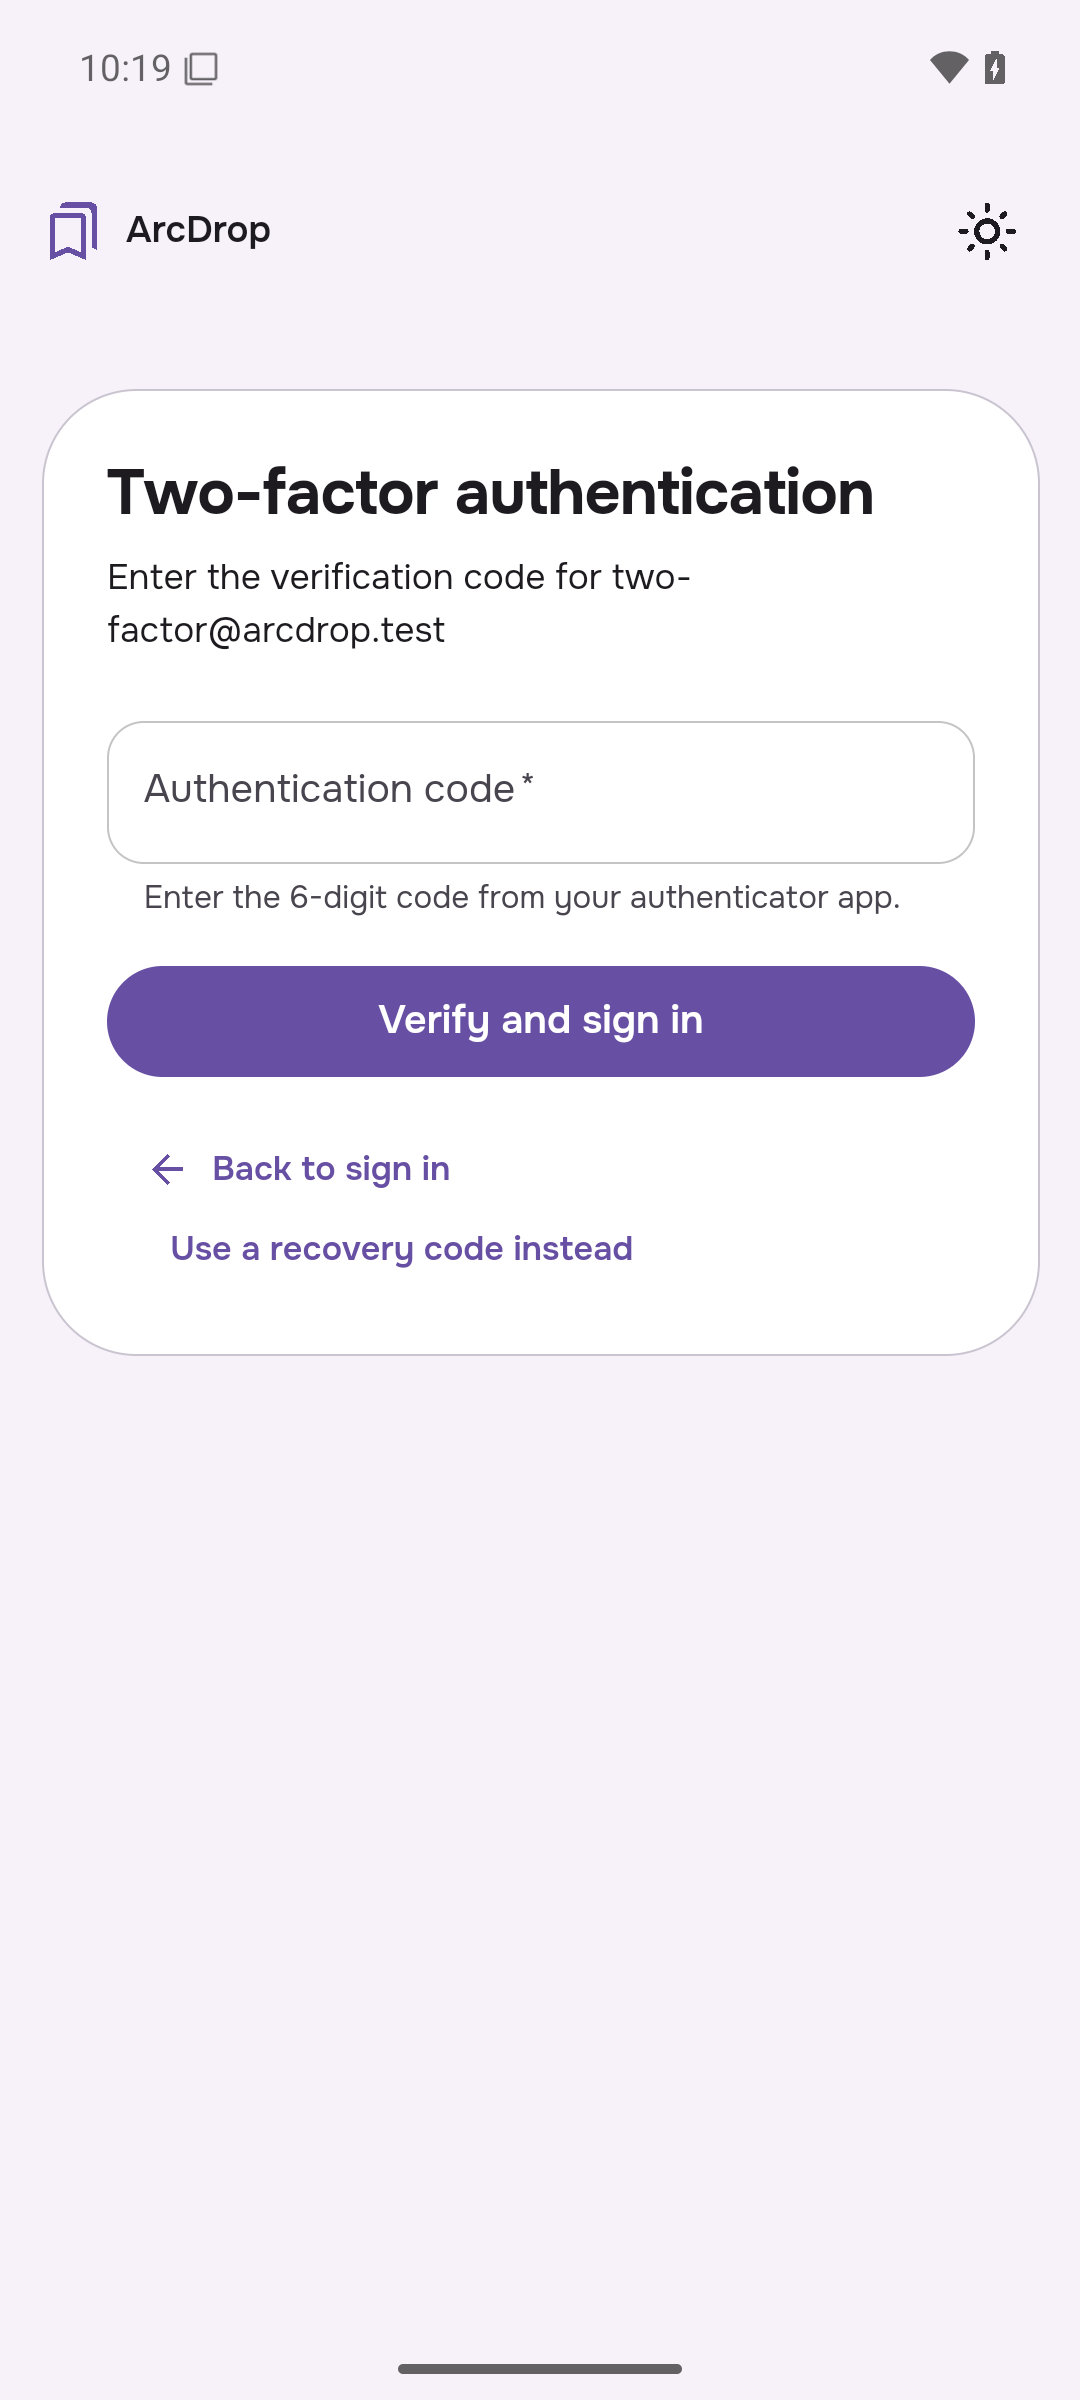 10:19
ArcDrop
Two-factor authentication
Enter the verification code for two-
factor@arcdrop.test
Authentication code*
Enter the 6-digit code from your authenticator app.
Verify and sign in
Back to sign in
Use a recovery code instead